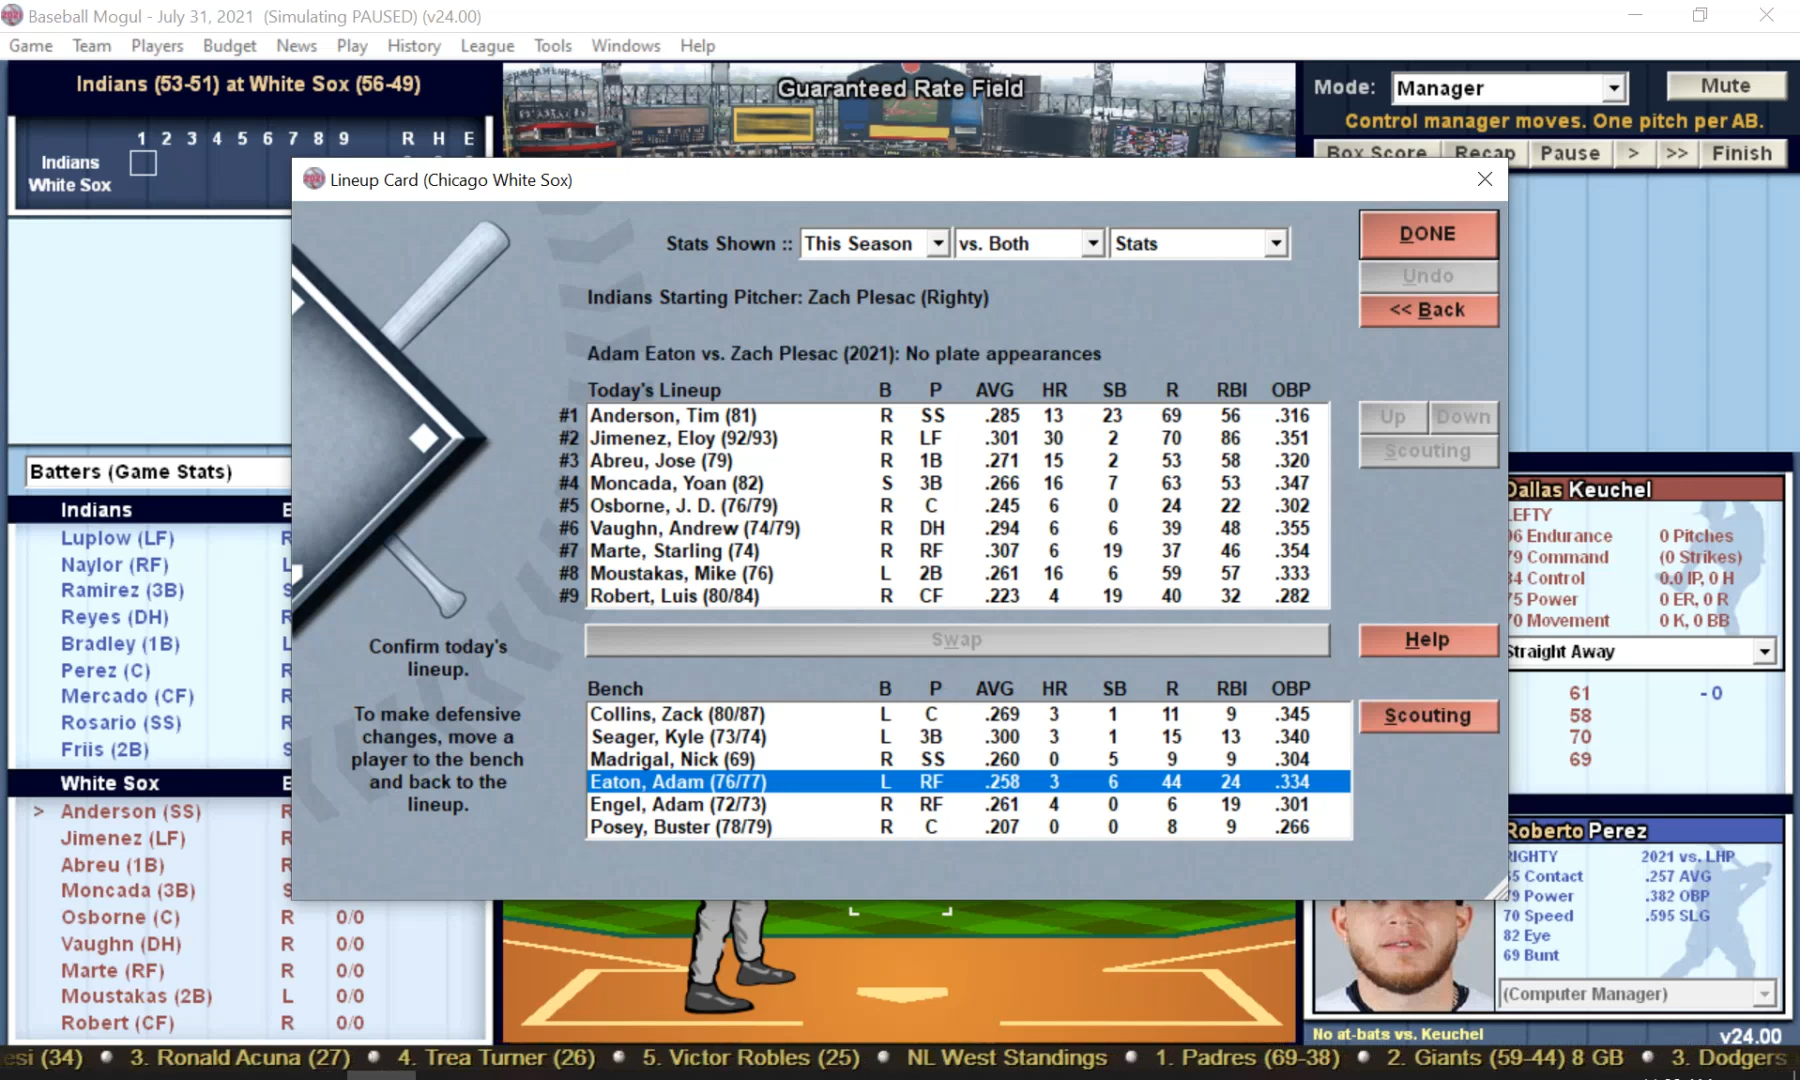 Baseball Mogul - July 31, 2021 (Simulating PAUSED) (v24.00)
Game Team Players Budget News Play History League Tools Windows Help
Indians (53-51) at White Sox (56-49)
1 2 3 4 5 6 7 8 9 R H E
Indians
White Sox
Guaranteed Rate Field
Mode: Manager Mute
Control manager moves. One pitch per AB.
Box Score Recap Pause > >> Finish
Lineup Card (Chicago White Sox)
Stats Shown :: This Season vs. Both Stats
DONE
Undo
<< Back
Indians Starting Pitcher: Zach Plesac (Righty)
Adam Eaton vs. Zach Plesac (2021): No plate appearances
Today's Lineup B P AVG HR SB R RBI OBP
#1 Anderson, Tim (81) R SS .285 13 23 69 56 .316
#2 Jimenez, Eloy (92/93) R LF .301 30 2 70 86 .351
#3 Abreu, Jose (79) R 1B .271 15 2 53 58 .320
#4 Moncada, Yoan (82) S 3B .266 16 7 63 53 .347
#5 Osborne, J. D. (76/79) R C .245 6 0 24 22 .302
#6 Vaughn, Andrew (74/79) R DH .294 6 6 39 48 .355
#7 Marte, Starling (74) R RF .307 6 19 37 46 .354
#8 Moustakas, Mike (76) L 2B .261 16 6 59 57 .333
#9 Robert, Luis (80/84) R CF .223 4 19 40 32 .282
Up Down
Scouting
Swap
Help
Confirm today's
lineup.
To make defensive
changes, move a
player to the bench
and back to the
lineup.
Bench B P AVG HR SB R RBI OBP
Collins, Zack (80/87) L C .269 3 1 11 9 .345
Seager, Kyle (73/74) L 3B .300 3 1 15 13 .340
Madrigal, Nick (69) R SS .260 0 5 9 9 .304
Eaton, Adam (76/77) L RF .258 3 6 44 24 .334
Engel, Adam (72/73) R RF .261 4 0 6 19 .301
Posey, Buster (78/79) R C .207 0 0 8 9 .266
Scouting
Batters (Game Stats)
Indians
Luplow (LF) R
Naylor (RF) L
Ramirez (3B) S
Reyes (DH) R
Bradley (1B) L
Perez (C) R
Mercado (CF) R
Rosario (SS) R
Friis (2B) S
White Sox
> Anderson (SS) R
Jimenez (LF) R
Abreu (1B) R
Moncada (3B) S
Osborne (C) R 0/0
Vaughn (DH) R 0/0
Marte (RF) R 0/0
Moustakas (2B) L 0/0
Robert (CF) R 0/0
Dallas Keuchel
LEFTY
Endurance 0 Pitches
Command (0 Strikes)
Control 0.0 IP, 0 H
Power 0 ER, 0 R
Movement 0 K, 0 BB
Straight Away
61 - 0
58
70
69
Roberto Perez
RIGHTY 2021 vs. LHP
Contact .257 AVG
Power .382 OBP
70 Speed .595 SLG
82 Eye
69 Bunt
(Computer Manager)
No at-bats vs. Keuchel
v24.00
esi (34) • 3. Ronald Acuna (27) • 4. Trea Turner (26) • 5. Victor Robles (25) • NL West Standings • 1. Padres (69-38) • 2. Giants (59-44) 8 GB • 3. Dodgers